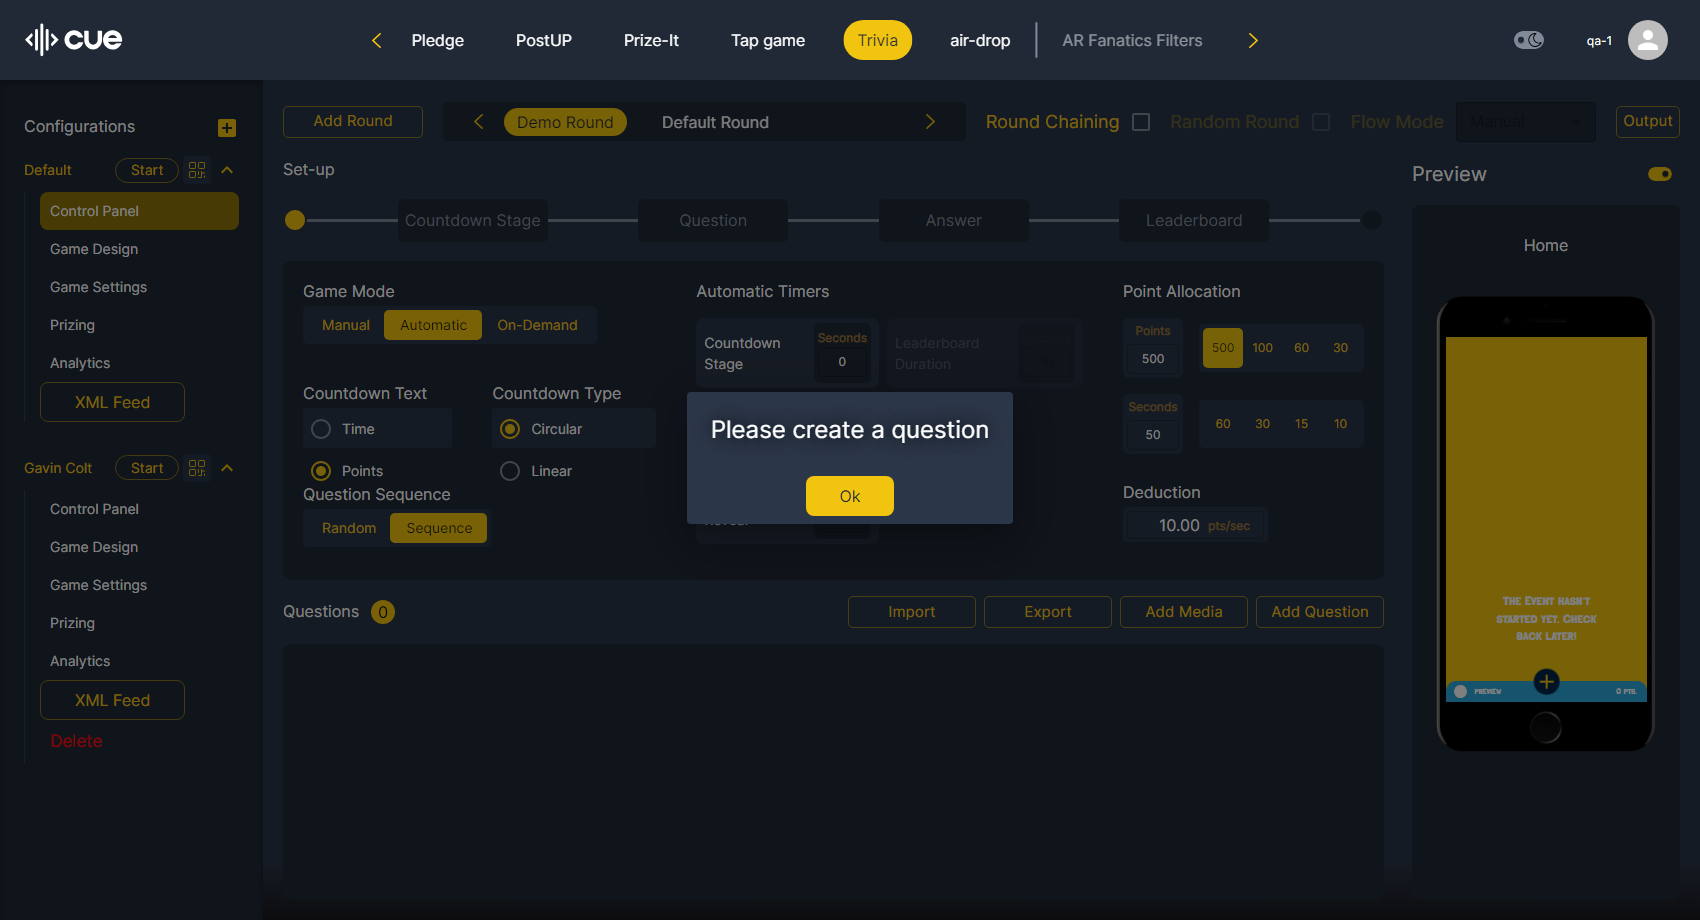 cue
Pledge
PostUP
Prize-It
Tap game
Trivia
air-drop
AR Fanatics Filters
qa-1
Configurations
Default
Start
Control Panel
Game Design
Game Settings
Prizing
Analytics
XML Feed
Gavin Colt
Start
Control Panel
Game Design
Game Settings
Prizing
Analytics
XML Feed
Delete
Add Round
Demo Round
Default Round
Round Chaining
Random Round
Flow Mode
Manual
Output
Set-up
Countdown Stage
Question
Answer
Leaderboard
Game Mode
Manual
Automatic
On-Demand
Countdown Text
Time
Points
Countdown Type
Circular
Linear
Question Sequence
Random
Sequence
Automatic Timers
Countdown
Stage
Seconds
0
Leaderboard
Duration
Point Allocation
Points
500
500
100
60
30
Seconds
50
60
30
15
10
Deduction
10.00 pts/sec
Please create a question
Ok
Questions 0
Import
Export
Add Media
Add Question
Preview
Home
The Event hasn't
started yet. Check
back later!
PREVIEW
0 PTS.